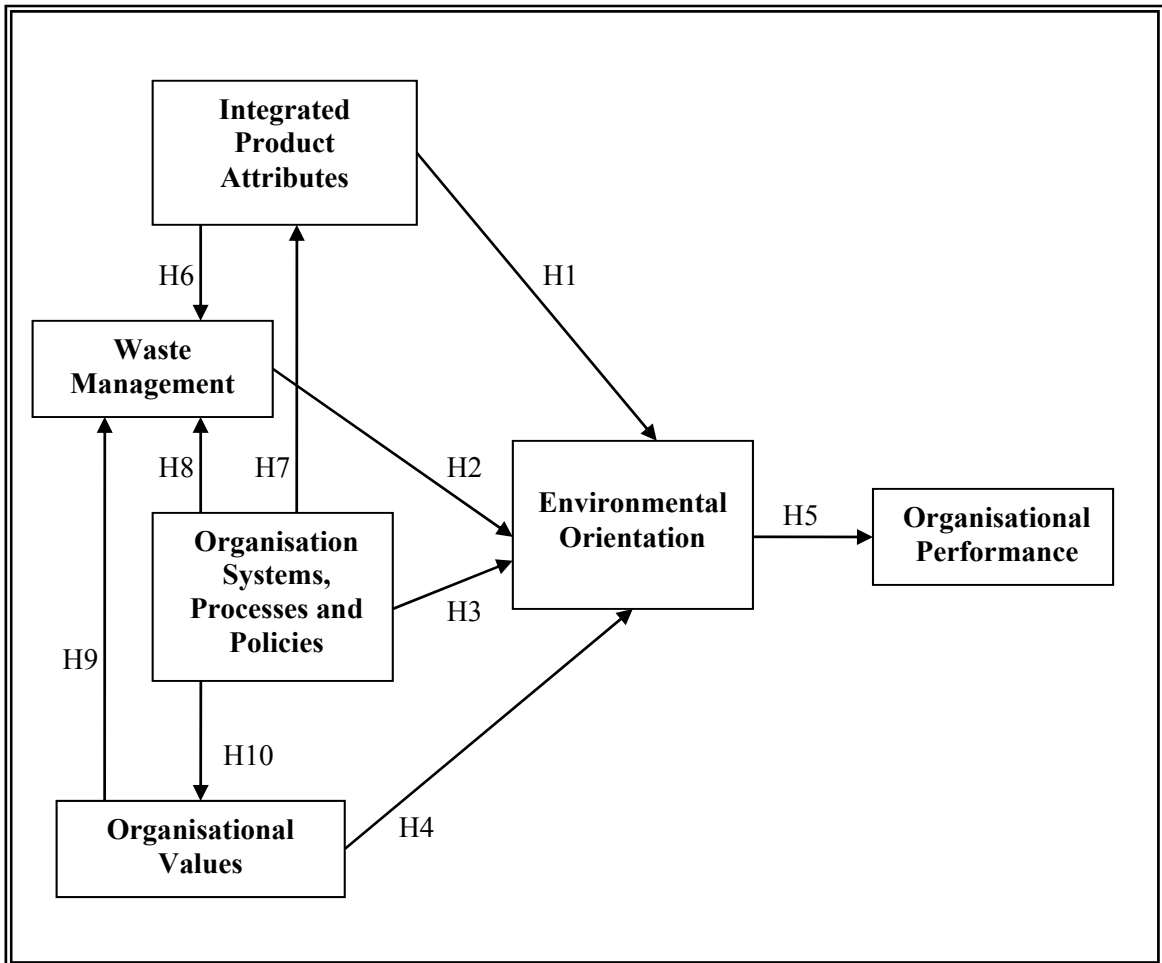 Integrated
Product
Attributes
H6
H1
Waste
Management
H8
H7
H2
Environmental
Orientation
H5
Organisational
Performance
Organisation
Systems,
Processes and
Policies
H3
H9
H10
Organisational
Values
H4